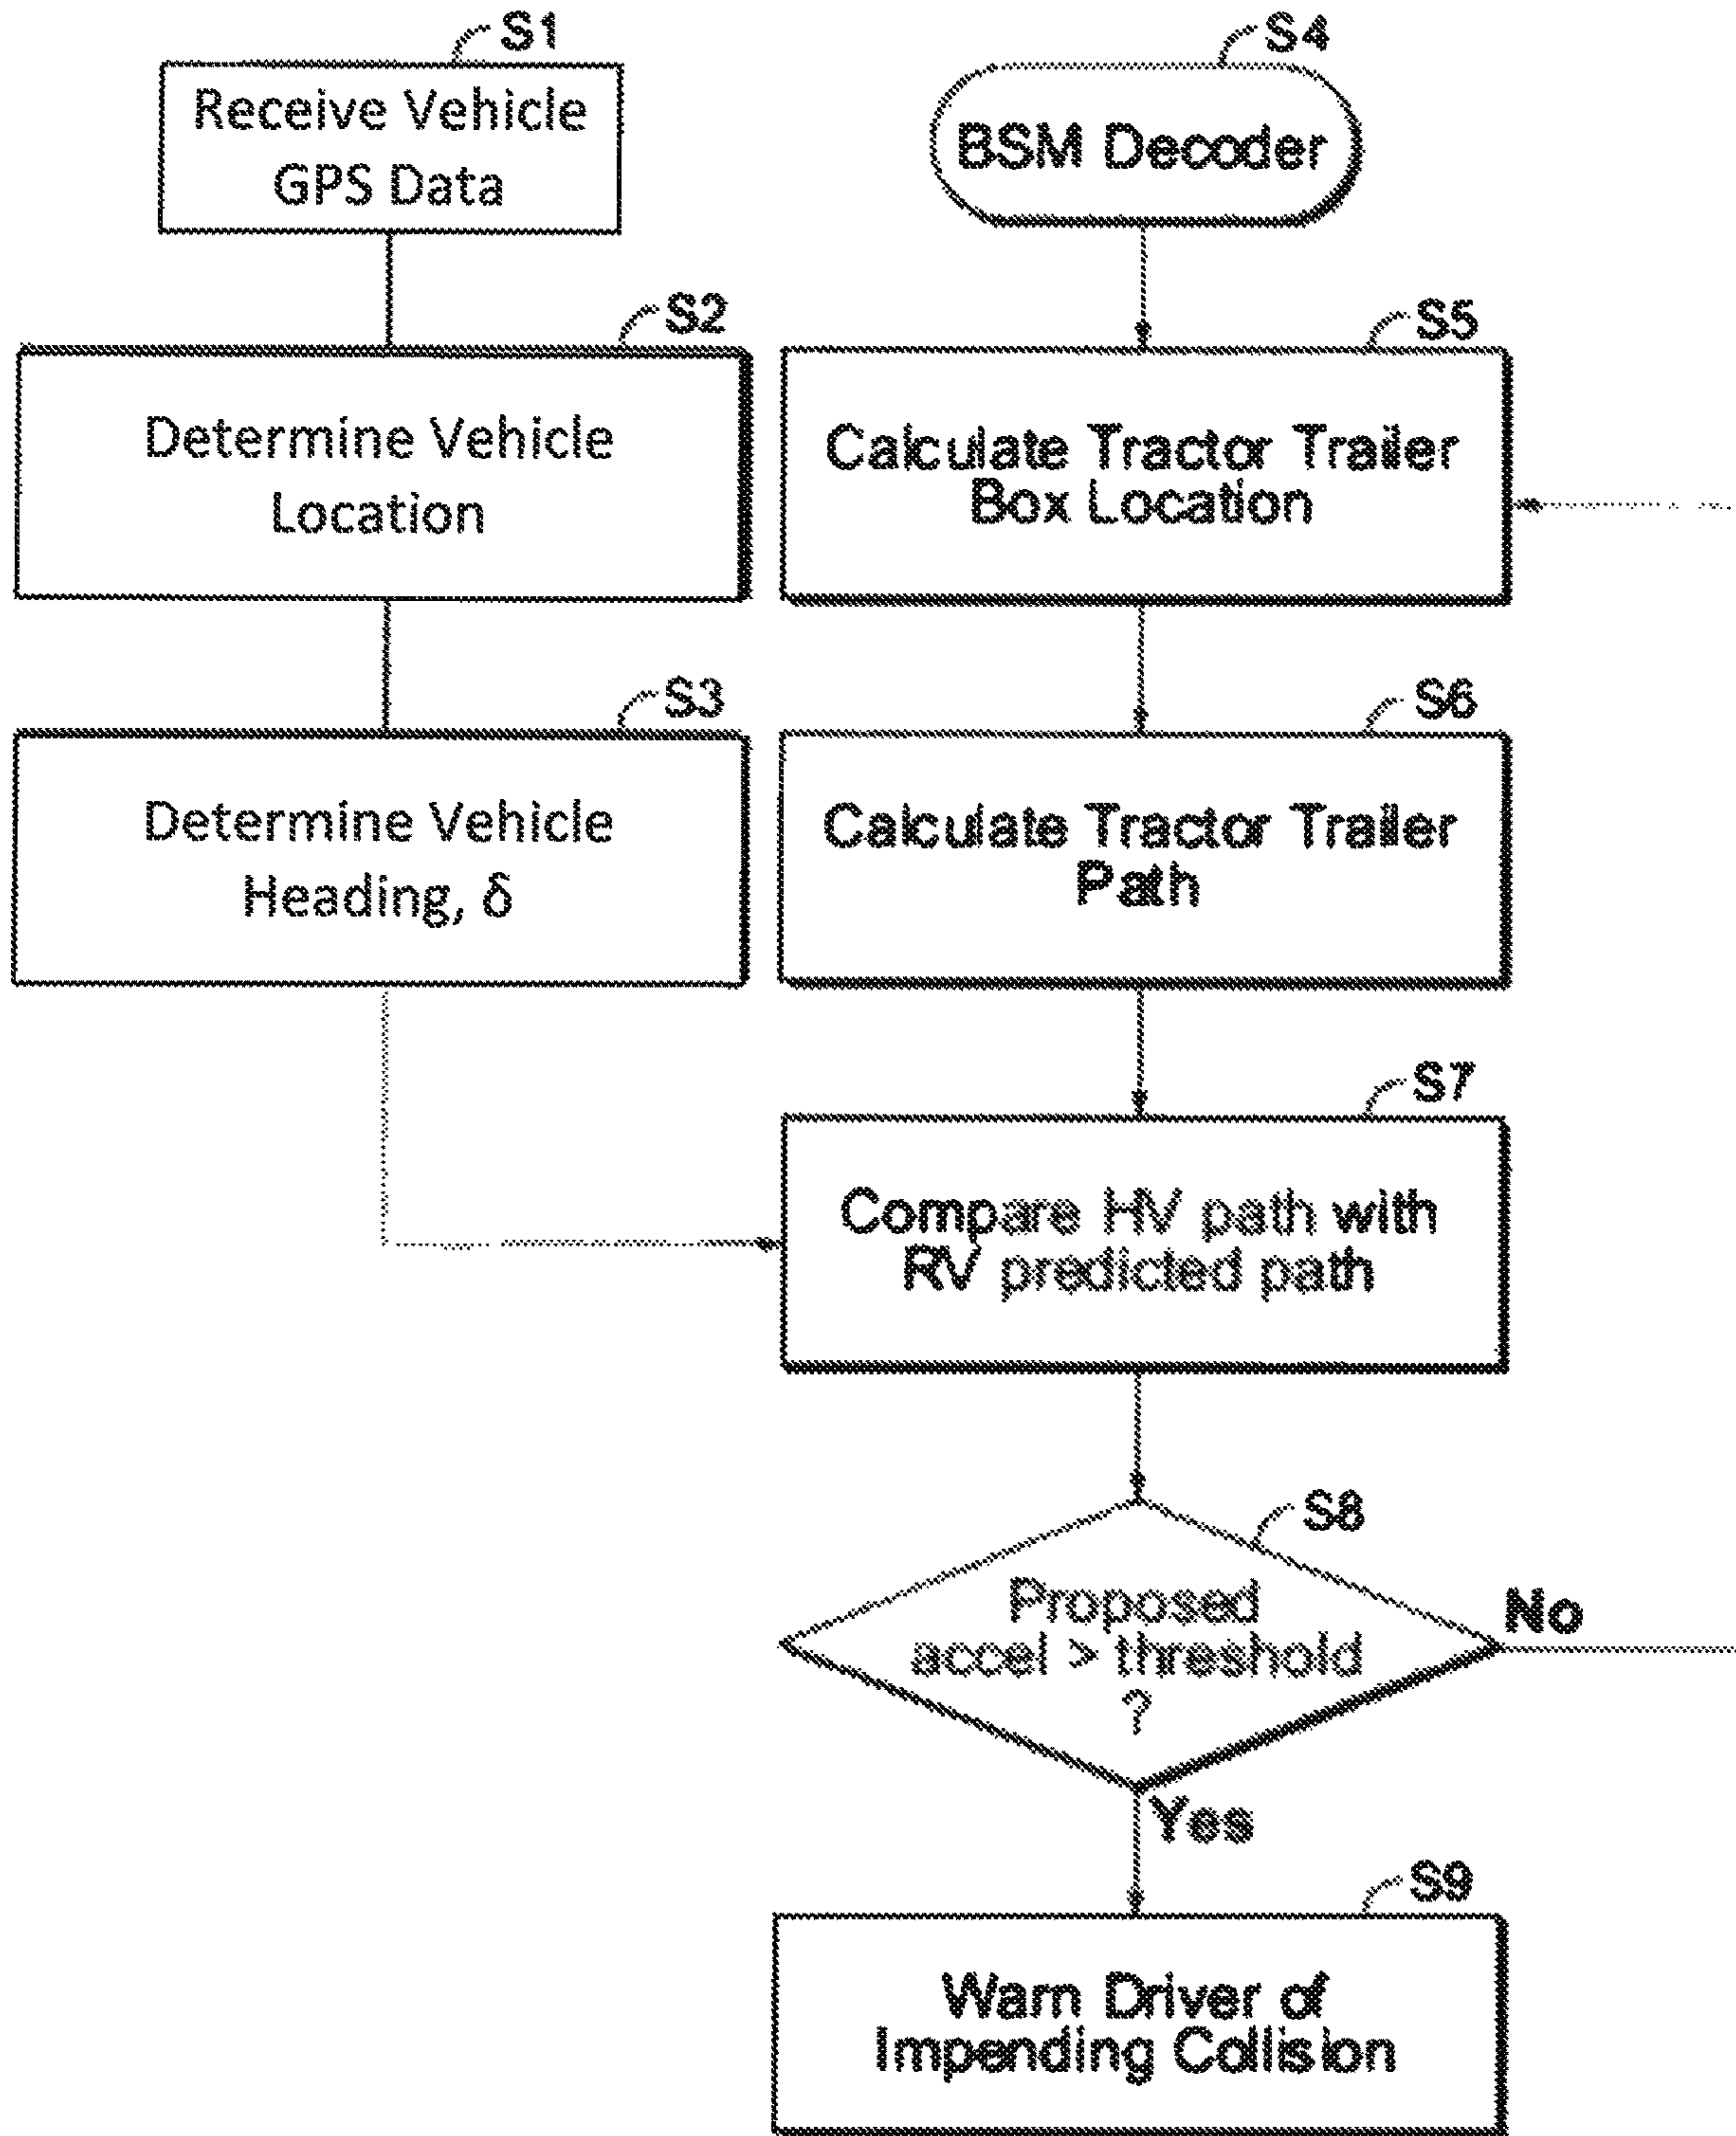 S1
Receive Vehicle
GPS Data
S2
Determine Vehicle
Location
S3
Determine Vehicle
Heading, δ
S4
BSM Decoder
S5
Calculate Tractor Trailer
Box Location
S6
Calculate Tractor Trailer
Path
S7
Compare HV path with
RV predicted path
S8
Proposed
accel > threshold
?
No
Yes
S9
Warn Driver of
Impending Collision